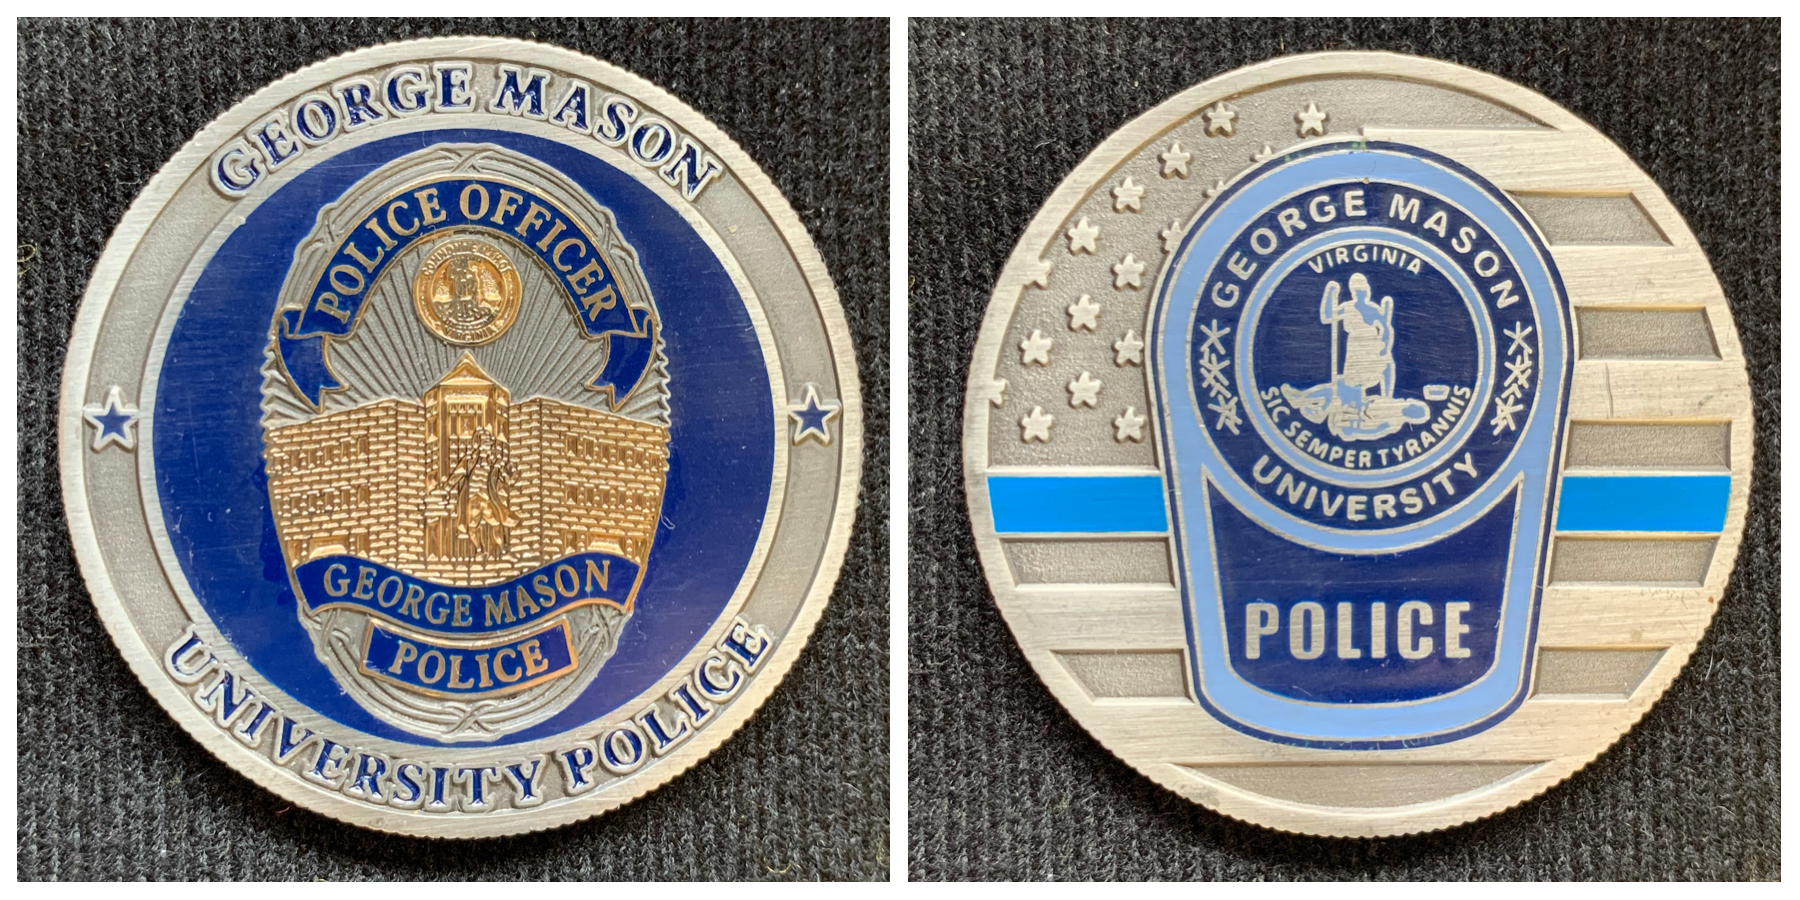 GEORGE MASON
POLICE OFFICER
GEORGE MASON
POLICE
UNIVERSITY POLICE
GEORGE MASON
VIRGINIA
SIC SEMPER TYRANNIS
UNIVERSITY
POLICE